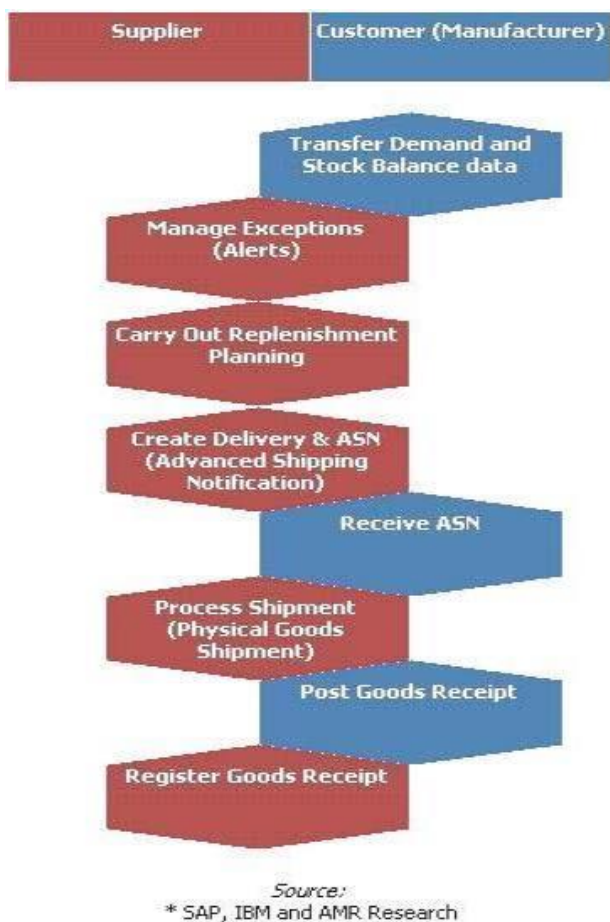 Supplier
Customer (Manufacturer)
Transfer Demand and
Stock Balance data
Manage Exceptions
(Alerts)
Carry Out Replenishment
Planning
Create Delivery & ASN
(Advanced Shipping
Notification)
Receive ASN
Process Shipment
(Physical Goods
Shipment)
Post Goods Receipt
Register Goods Receipt
Source:
* SAP, IBM and AMR Research